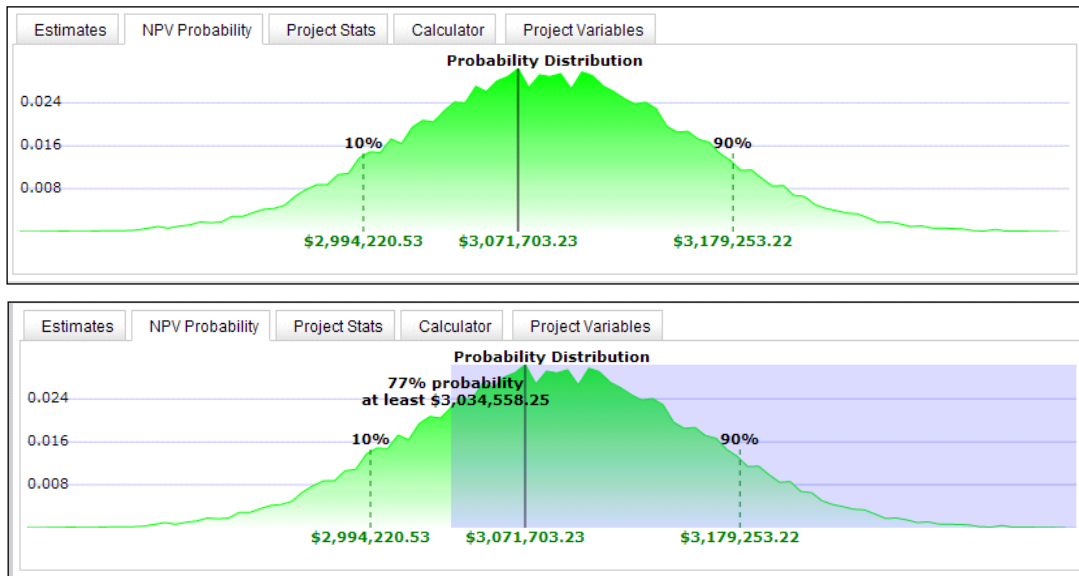 Estimates NPV Probability Project Stats Calculator Project Variables
Probability Distribution
0.024
0.016 10% 90%
0.008
$2,994,220.53 $3,071,703.23 $3,179,253.22
Estimates NPV Probability Project Stats Calculator Project Variables
Probability Distribution
77% probability
0.024 at least $3,034,558.25
0.016 10% 90%
0.008
$2,994,220.53 $3,071,703.23 $3,179,253.22